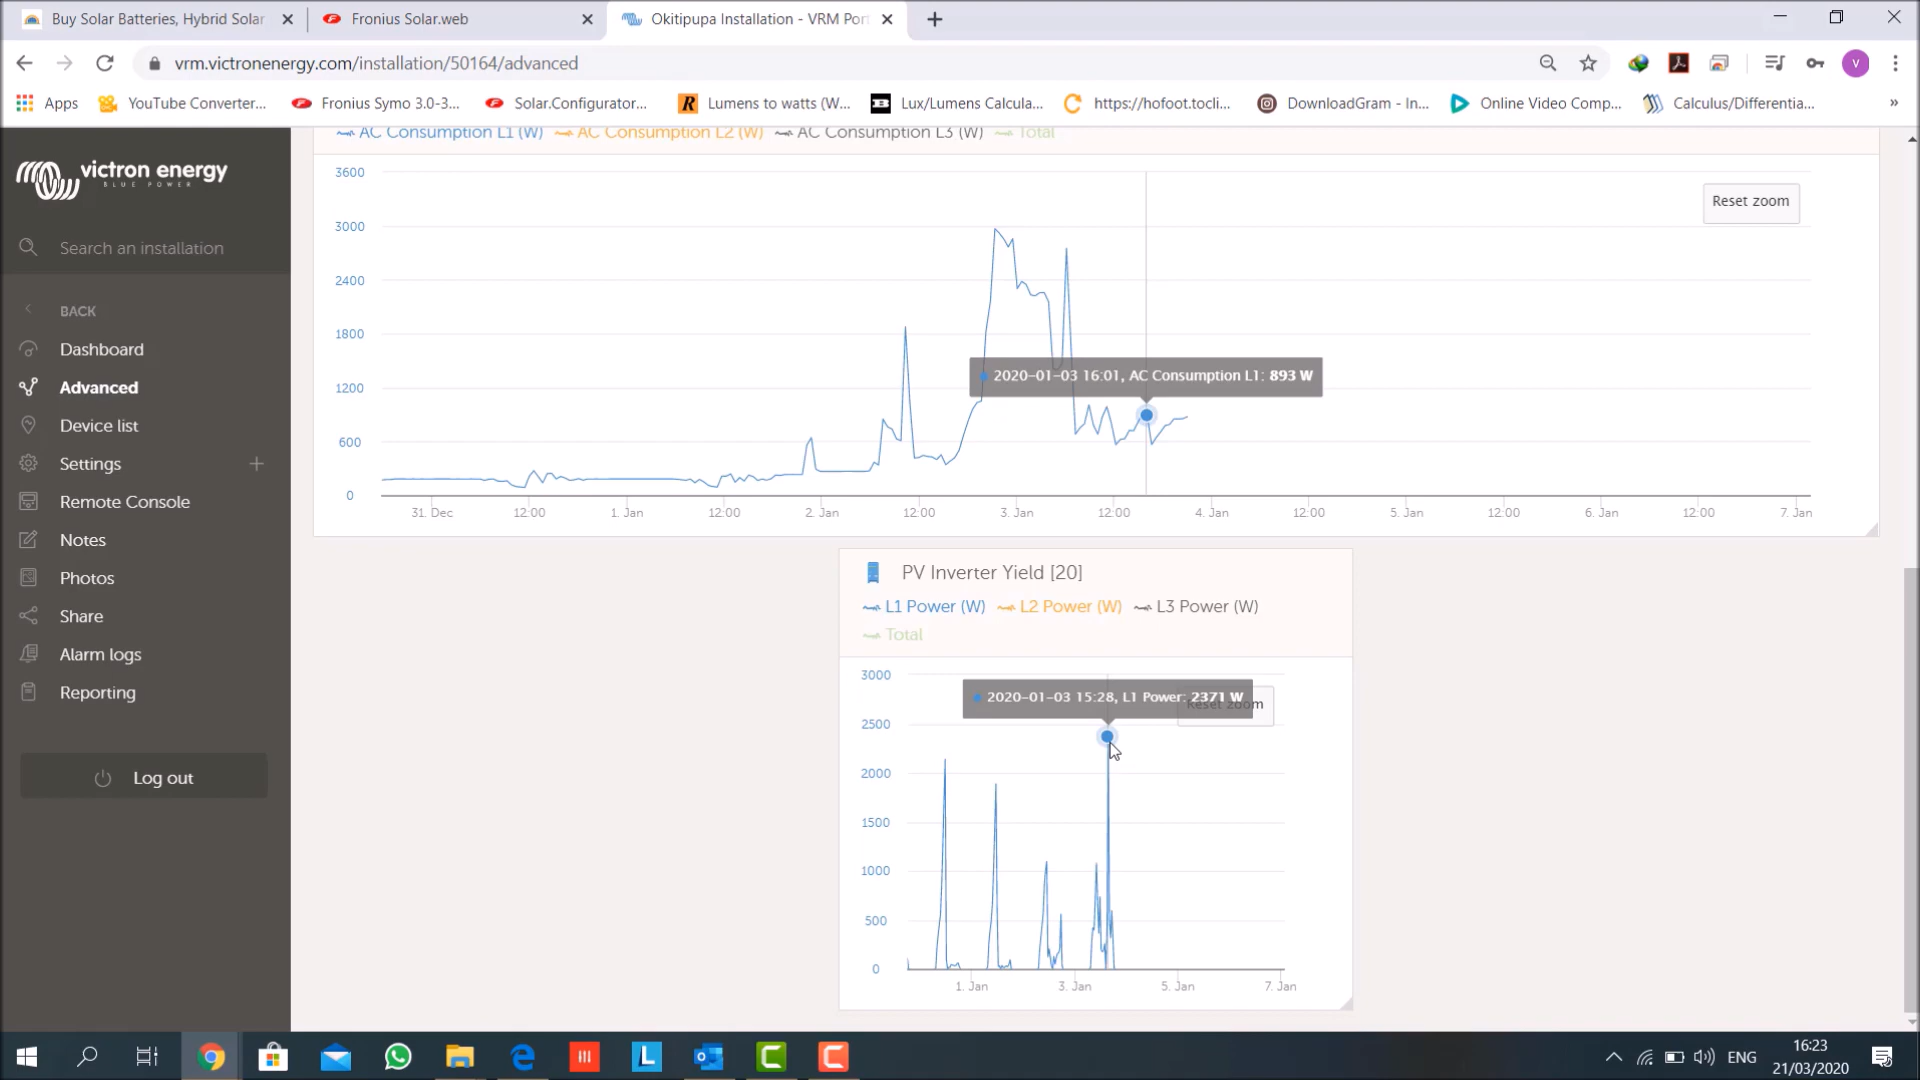 Buy Solar Batteries, Hybrid Solar
Fronius Solar.web
Okitipupa Installation - VRM Por
vrm.victronenergy.com/installation/50164/advanced
V
Apps
YouTube Converter...
Fronius Symo 3.0-3...
Solar.Configurator...
Lumens to watts (W...
Lux/Lumens Calcula...
https://hofoot.tocli...
DownloadGram - In...
Online Video Comp...
Calculus/Differentia...
»
victron energy
BLUE POWER
Search an installation
BACK
Dashboard
Advanced
Device list
Settings
Remote Console
Notes
Photos
Share
Alarm logs
Reporting
Log out
AC Consumption L1 (W) AC Consumption L2 (W) AC Consumption L3 (W) Total
3600
3000
2400
1800
1200
600
0
Reset zoom
2020-01-03 16:01, AC Consumption L1: 893 W
31. Dec 12:00 1. Jan 12:00 2. Jan 12:00 3. Jan 12:00 4. Jan 12:00 5. Jan 12:00 6. Jan 12:00 7. Jan
PV Inverter Yield [20]
L1 Power (W) L2 Power (W) L3 Power (W)
Total
3000
2500
2000
1500
1000
500
0
2020-01-03 15:28, L1 Power: 2371 W
Reset zoom
1. Jan 3. Jan 5. Jan 7. Jan
ENG
16:23
21/03/2020